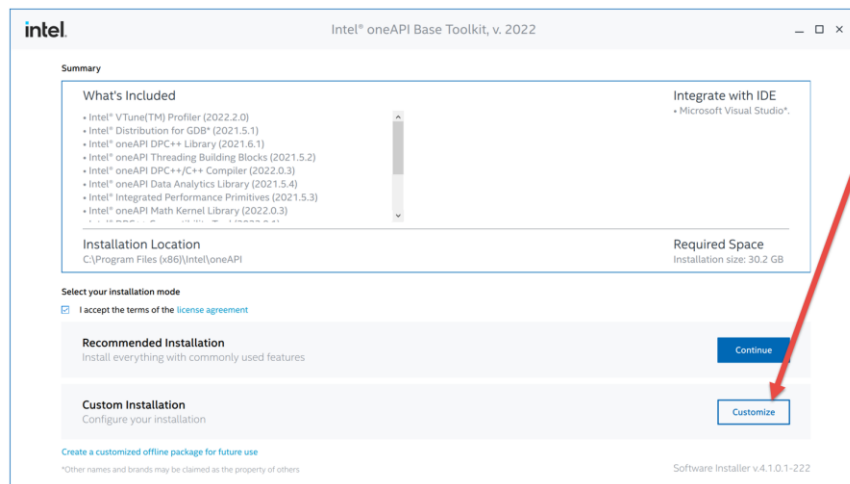 intel.
Intel® oneAPI Base Toolkit, v. 2022
Summary
What's Included
• Intel® VTune(TM) Profiler (2022.2.0)
• Intel® Distribution for GDB* (2021.5.1)
• Intel® oneAPI DPC++ Library (2021.6.1)
• Intel® oneAPI Threading Building Blocks (2021.5.2)
• Intel® oneAPI DPC++/C++ Compiler (2022.0.3)
• Intel® oneAPI Data Analytics Library (2021.5.4)
• Intel® Integrated Performance Primitives (2021.5.3)
• Intel® oneAPI Math Kernel Library (2022.0.3)
Integrate with IDE
• Microsoft Visual Studio*.
Installation Location
C:\Program Files (x86)\Intel\oneAPI
Required Space
Installation size: 30.2 GB
Select your installation mode
I accept the terms of the license agreement
Recommended Installation
Install everything with commonly used features
Continue
Custom Installation
Configure your installation
Customize
Create a customized offline package for future use
*Other names and brands may be claimed as the property of others
Software Installer v.4.1.0.1-222